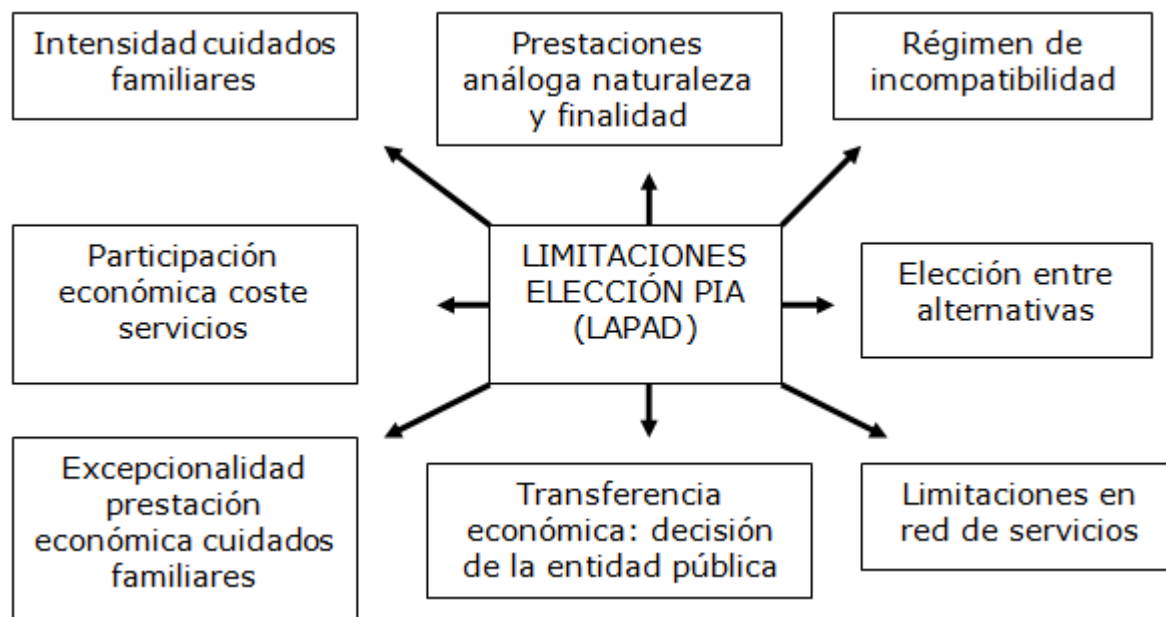 Intensidad cuidados
familiares
Prestaciones
análoga naturaleza
y finalidad
Régimen de
incompatibilidad
Participación
económica coste
servicios
LIMITACIONES
ELECCIÓN PIA
(LAPAD)
Elección entre
alternativas
Excepcionalidad
prestación
económica cuidados
familiares
Transferencia
económica: decisión
de la entidad pública
Limitaciones en
red de servicios